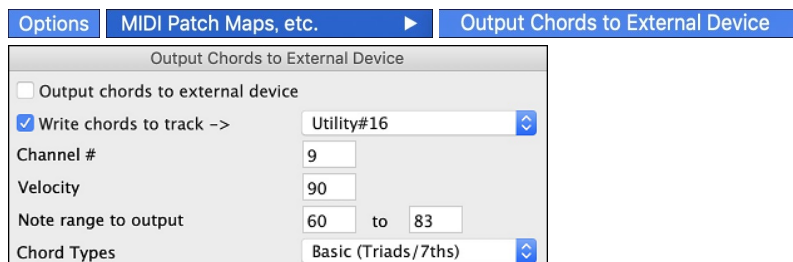 Options MIDI Patch Maps, etc. Output Chords to External Device
Output Chords to External Device
Output chords to external device
Write chords to track -> Utility#16
Channel # 9
Velocity 90
Note range to output 60 to 83
Chord Types Basic (Triads/7ths)